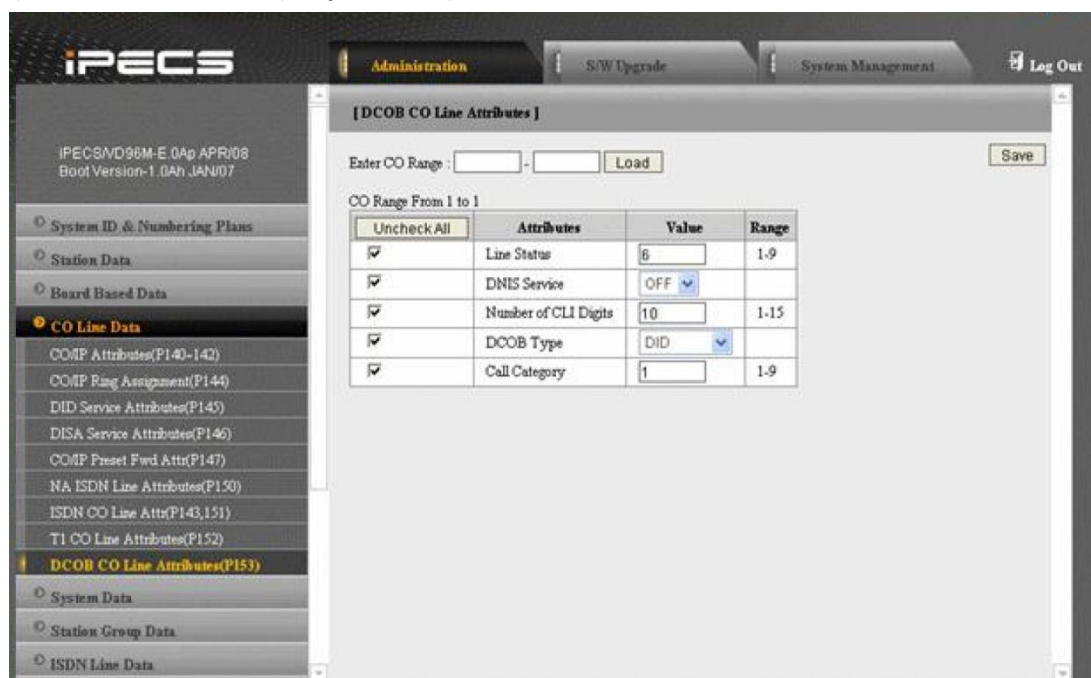 iPECS
Administration
S/W Upgrade
System Management
Log Out
iPECS/VD96M-E.0Ap APR/08
Boot Version-1.0Ah JAN/07
System ID & Numbering Plans
Station Data
Board Based Data
CO Line Data
CO/IP Attributes(P140-142)
CO/IP Ring Assignment(P144)
DID Service Attributes(P145)
DISA Service Attributes(P146)
CO/IP Preset Fwd Attr(P147)
NA ISDN Line Attributes(P150)
ISDN CO Line Attr(P143,151)
T1 CO Line Attributes(P152)
DCOB CO Line Attributes(P153)
System Data
Station Group Data
ISDN Line Data
[ DCOB CO Line Attributes ]
Enter CO Range : - Load
Save
CO Range From 1 to 1
Uncheck All Attributes Value Range
Line Status 6 1-9
DNIS Service OFF
Number of CLI Digits 10 1-15
DCOB Type DID
Call Category 1 1-9